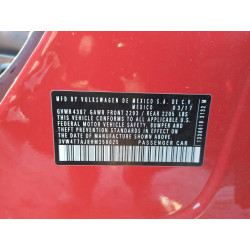 MFD BY VOLKSWAGEN DE MEXICO S.A. DE C.V.
MEXICO 03/17
GVWR 4387 GAWR FRONT 2293 / REAR 2205 LBS
THIS VEHICLE CONFORMS TO ALL APPLICABLE
FEDERAL MOTOR VEHICLE SAFETY, BUMPER,
AND THEFT PREVENTION STANDARDS IN EFFECT
ON THE DATE OF MANUFACTURE SHOWN ABOVE
PASSENGER CAR